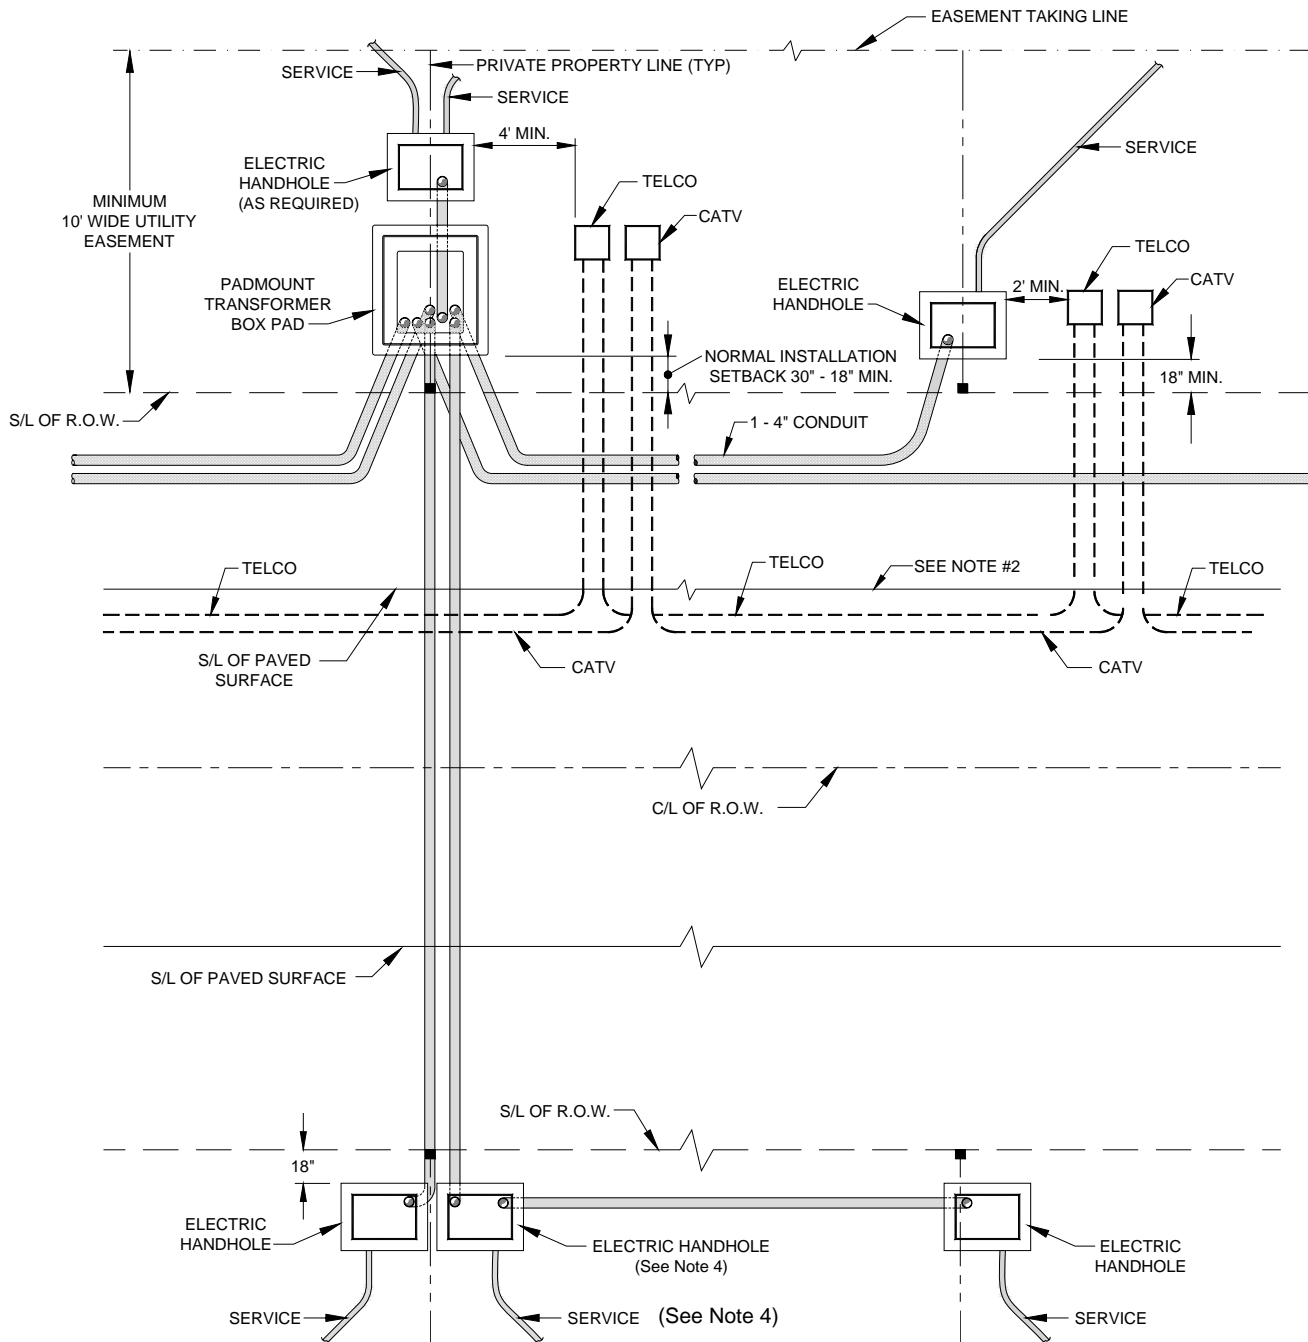 EASEMENT TAKING LINE
SERVICE
PRIVATE PROPERTY LINE (TYP)
SERVICE
4' MIN.
SERVICE
ELECTRIC
HANDHOLE
(AS REQUIRED)
TELCO
CATV
MINIMUM
10' WIDE UTILITY
EASEMENT
TELCO
CATV
2' MIN.
ELECTRIC
HANDHOLE
PADMOUNT
TRANSFORMER
BOX PAD
NORMAL INSTALLATION
SETBACK 30" - 18" MIN.
18" MIN.
S/L OF R.O.W.
1 - 4" CONDUIT
TELCO
TELCO
SEE NOTE #2
TELCO
S/L OF PAVED
SURFACE
CATV
CATV
C/L OF R.O.W.
S/L OF PAVED SURFACE
S/L OF R.O.W.
18"
ELECTRIC
HANDHOLE
ELECTRIC HANDHOLE
(See Note 4)
ELECTRIC
HANDHOLE
SERVICE
SERVICE
(See Note 4)
SERVICE